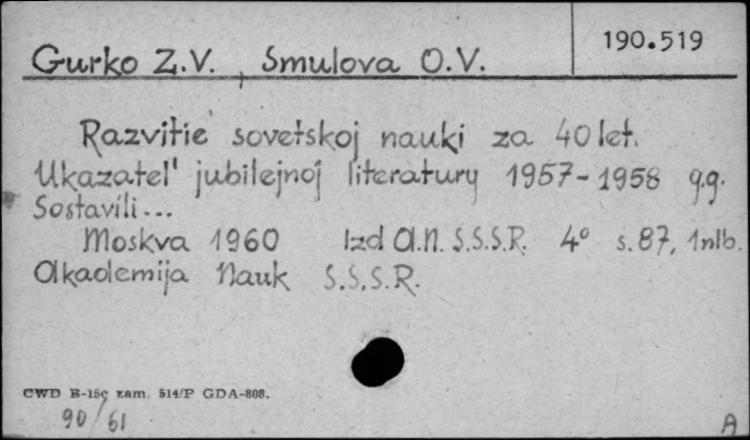 190.519
Gurko Z.V., Smulova O.V.
Razvitie sovetskoj nauki za 40 let.
Ukazatel' jubilejnoj literatury 1957-1958 g.g.
Sostavili...
Moskva 1960 Izd A.N. S.S.S.R. 4° s. 87, 1nlb.
Akademija Nauk S.S.S.R.
CWD B-15c zam. 514/P GDA-808.
90/61
A